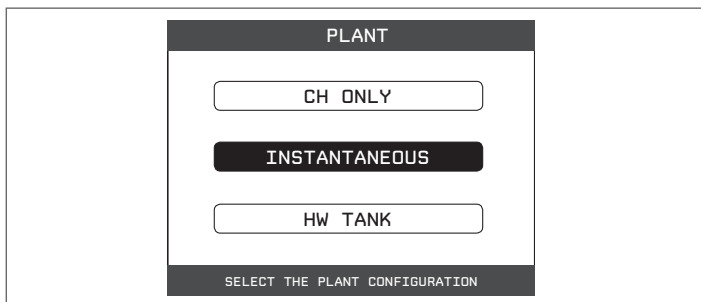 PLANT
CH ONLY
INSTANTANEOUS
HW TANK
SELECT THE PLANT CONFIGURATION